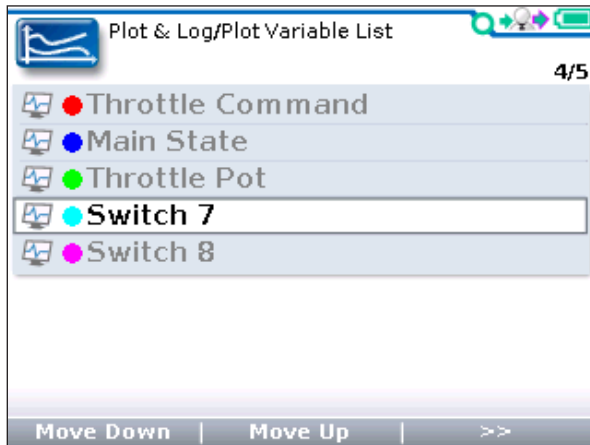 Plot & Log/Plot Variable List
4/5
Throttle Command
Main State
Throttle Pot
Switch 7
Switch 8
Move Down | Move Up | >>